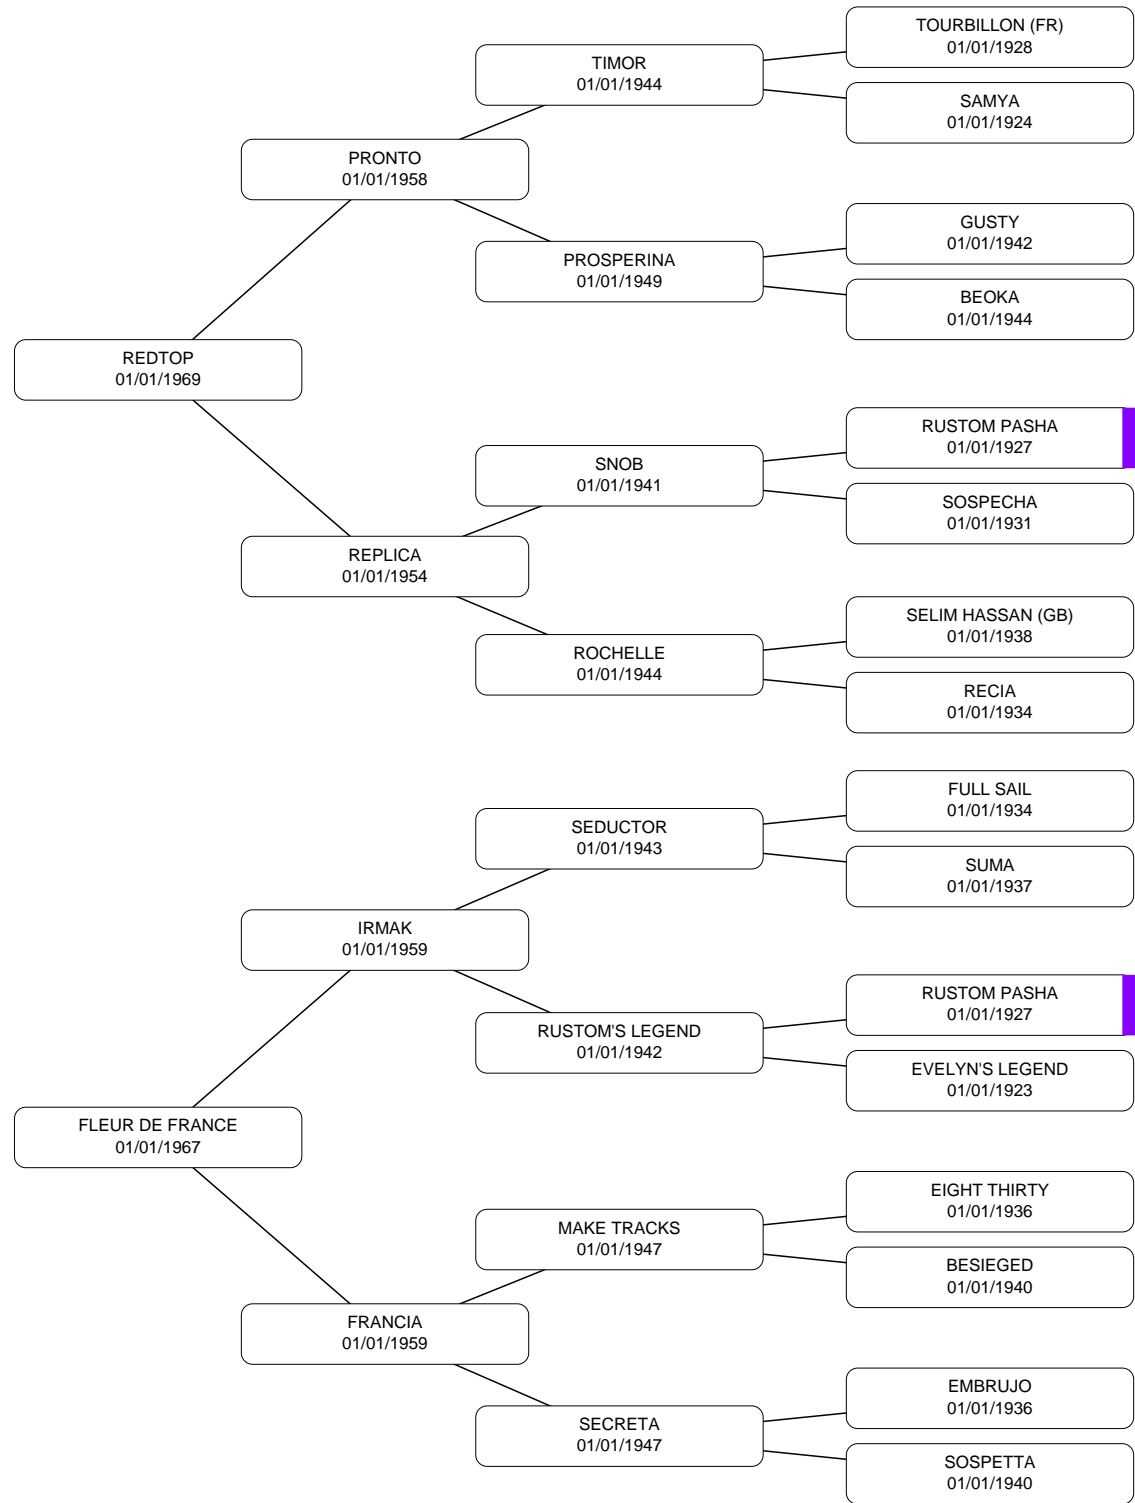 TOURBILLON (FR)
01/01/1928
TIMOR
01/01/1944
SAMYA
01/01/1924
PRONTO
01/01/1958
GUSTY
01/01/1942
PROSPERINA
01/01/1949
BEOKA
01/01/1944
REDTOP
01/01/1969
RUSTOM PASHA
01/01/1927
SNOB
01/01/1941
SOSPECHA
01/01/1931
REPLICA
01/01/1954
SELIM HASSAN (GB)
01/01/1938
ROCHELLE
01/01/1944
RECIA
01/01/1934
FULL SAIL
01/01/1934
SEDUCTOR
01/01/1943
SUMA
01/01/1937
IRMAK
01/01/1959
RUSTOM PASHA
01/01/1927
RUSTOM'S LEGEND
01/01/1942
EVELYN'S LEGEND
01/01/1923
FLEUR DE FRANCE
01/01/1967
EIGHT THIRTY
01/01/1936
MAKE TRACKS
01/01/1947
BESIEGED
01/01/1940
FRANCIA
01/01/1959
EMBRUJO
01/01/1936
SECRETA
01/01/1947
SOSPETTA
01/01/1940